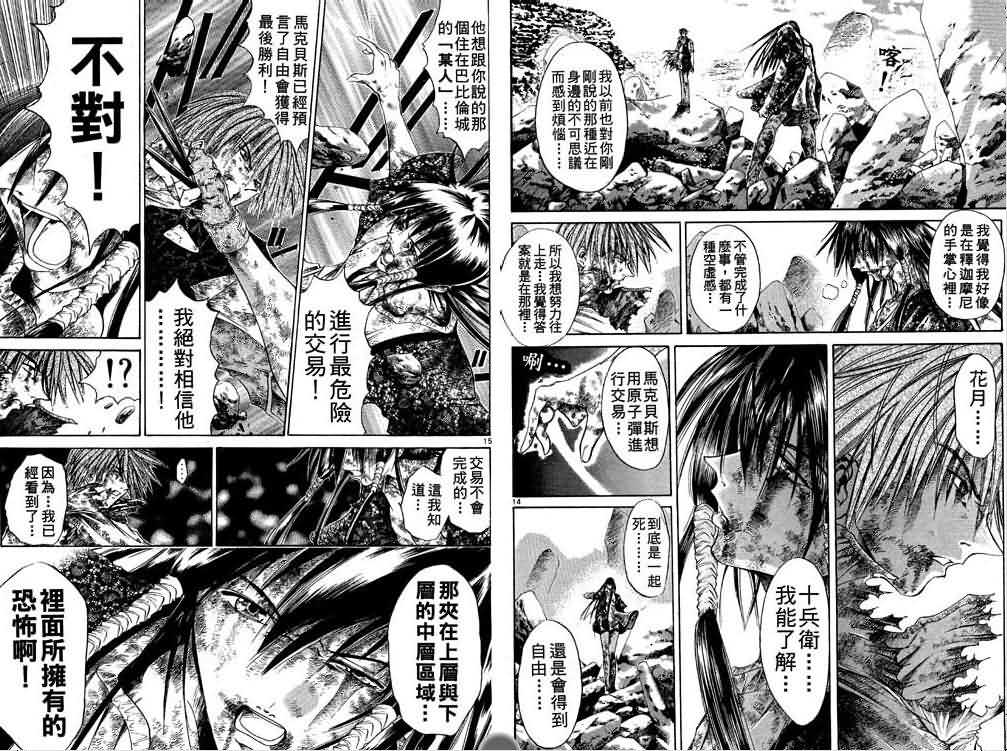 喀…
我以前也對你剛
剛說的那種近在
身邊的不可思議
而感到煩惱……
我覺得我好像
是在釋迦摩尼
的手掌心裡…
不管完成了什
麼事，都有一
種空虛感…
所以我想努力往
上走…我覺得答
案就是在那裡…
花月……
十兵衛……
我能了解…
唰…
馬克貝斯想
用原子彈進
行交易…
14
到底是一起
死………
還是會得到
自由……
他想跟你說的那
個住在巴比倫城
的「某人」……
進行最危險
的交易！
馬克貝斯已經預
言了自由會獲得
最後勝利！
我絕對相信他
…………
不對！
!?
15
交易不會
完成的…
這我知
道…
…
因為…我已
經看到了…
那夾在上層與下
層的中層區域…
裡面所擁有的
恐怖啊！